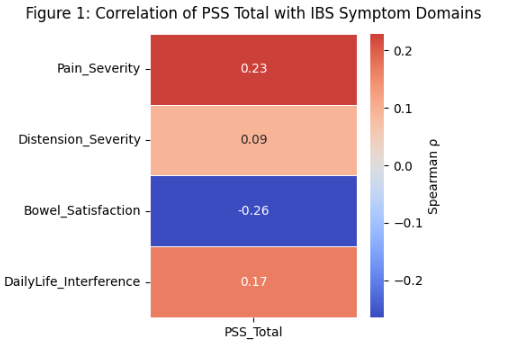 Figure 1: Correlation of PSS Total with IBS Symptom Domains
Pain_Severity
0.23
Distension_Severity
0.09
Bowel_Satisfaction
-0.26
DailyLife_Interference
0.17
PSS_Total
0.2
0.1
0.0
−0.1
−0.2
Spearman ρ